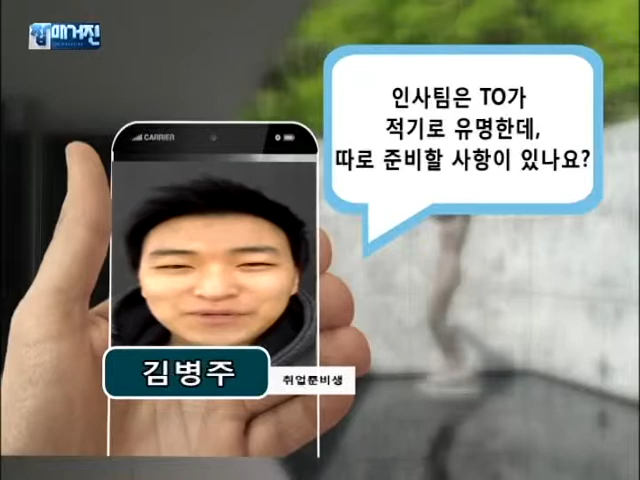 잡매거진
인사팀은 TO가
적기로 유명한데,
따로 준비할 사항이 있나요?
CARRIER
김병주
취업준비생